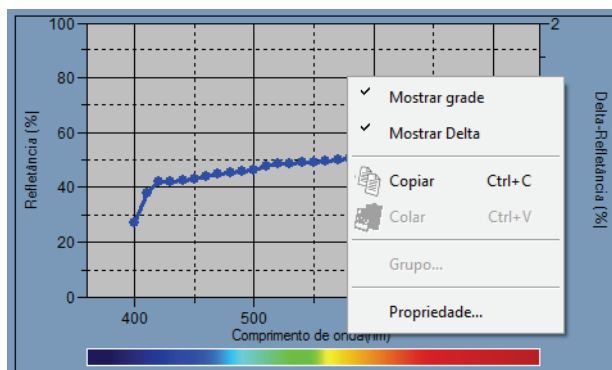 100
80
60
40
20
0
400
500
2
Refletância (%|
Comprimento de onda(nm)
Delta-Refletância (%|
Mostrar grade
Mostrar Delta
Copiar Ctrl+C
Colar Ctrl+V
Grupo...
Propriedade...